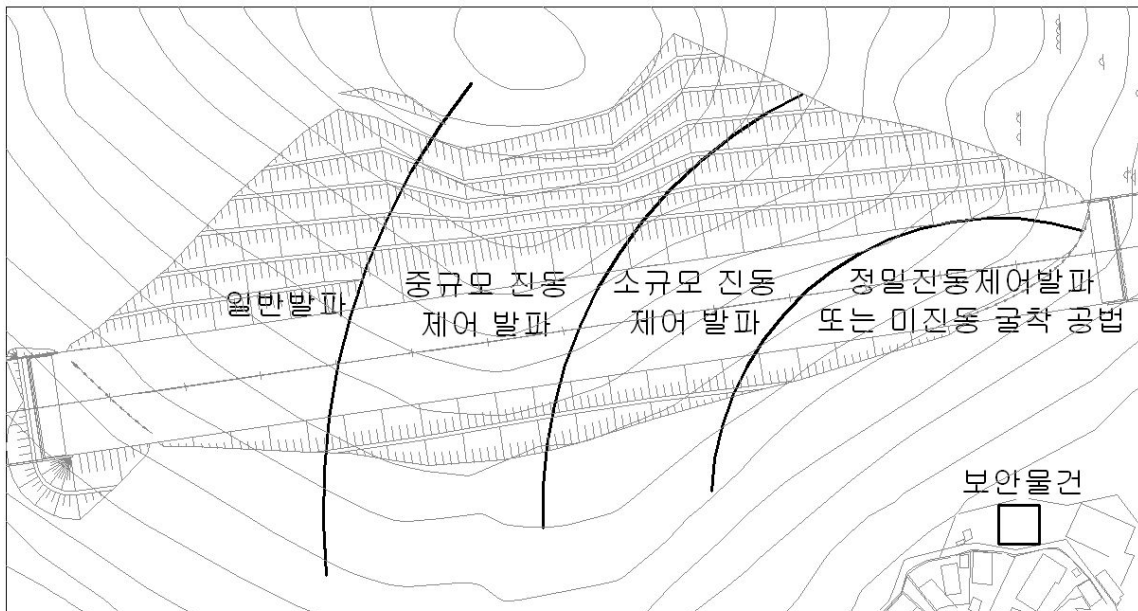 일반발파
중규모 진동
제어 발파
소규모 진동
제어 발파
정밀진동제어발파
또는 미진동 굴착 공법
보안물건